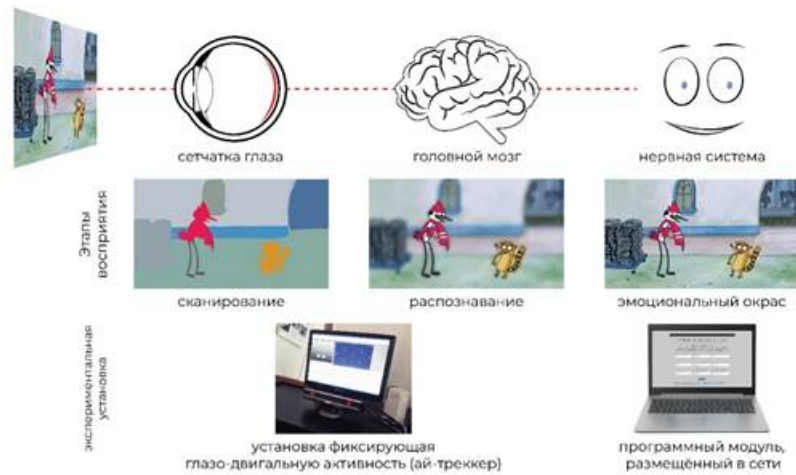 сетчатка глаза
головной мозг
нервная система
Этапы
восприятия
сканирование
распознавание
эмоциональный окрас
экспериментальная
установка
установка фиксирующая
глазо-двигальную активность (ай-треккер)
программный модуль,
размещённый в сети